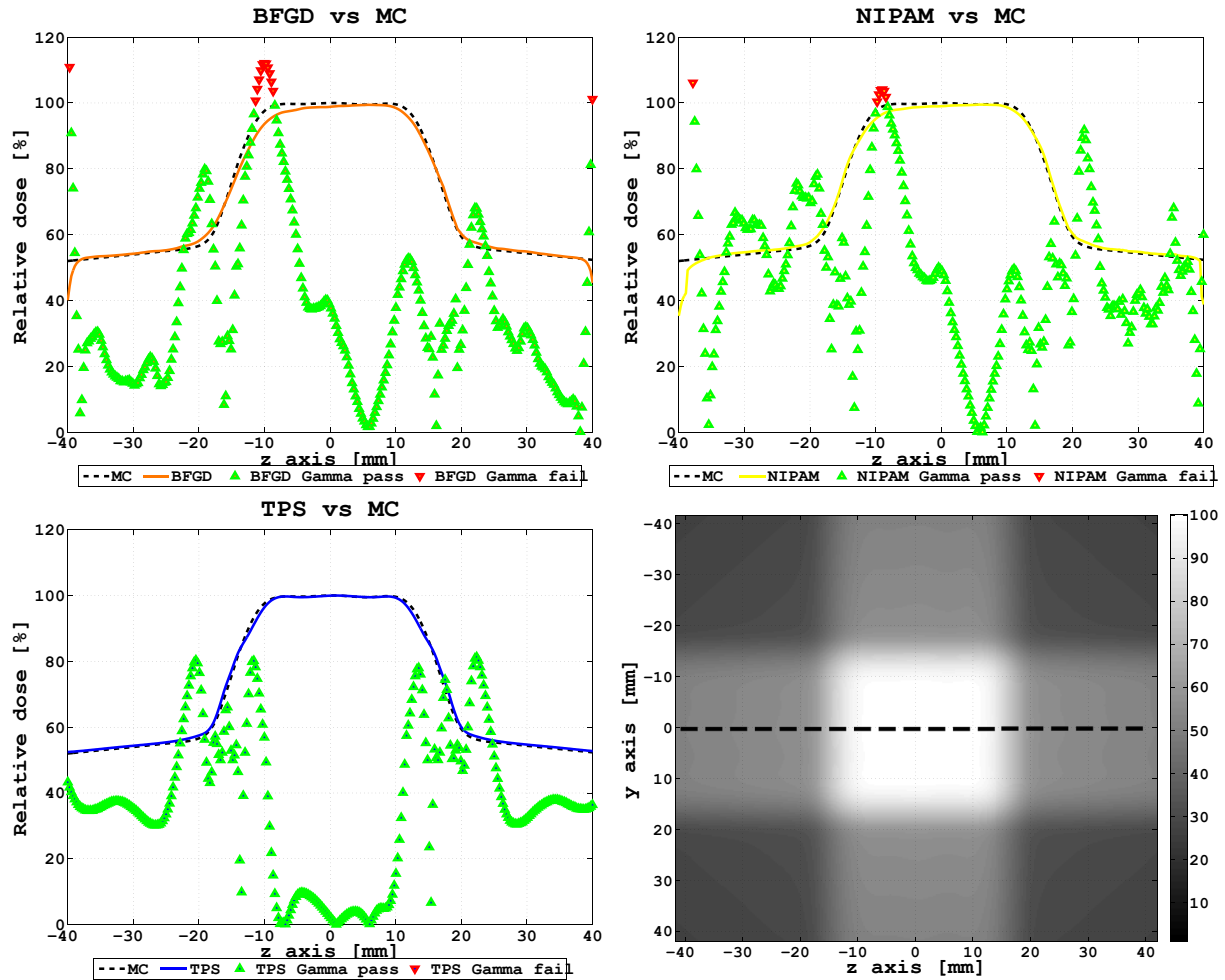 BFGD vs MC
120
100
80
60
40
20
0
Relative dose [%]
-40 -30 -20 -10 0 10 20 30 40
z axis [mm]
MC BFGD BFGD Gamma pass BFGD Gamma fail
NIPAM vs MC
120
100
80
60
40
20
0
Relative dose [%]
-40 -30 -20 -10 0 10 20 30 40
z axis [mm]
MC NIPAM NIPAM Gamma pass NIPAM Gamma fail
TPS vs MC
120
100
80
60
40
20
0
Relative dose [%]
-40 -30 -20 -10 0 10 20 30 40
z axis [mm]
MC TPS TPS Gamma pass TPS Gamma fail
-40
-30
-20
-10
0
10
20
30
40
y axis [mm]
-40 -30 -20 -10 0 10 20 30 40
z axis [mm]
100
90
80
70
60
50
40
30
20
10